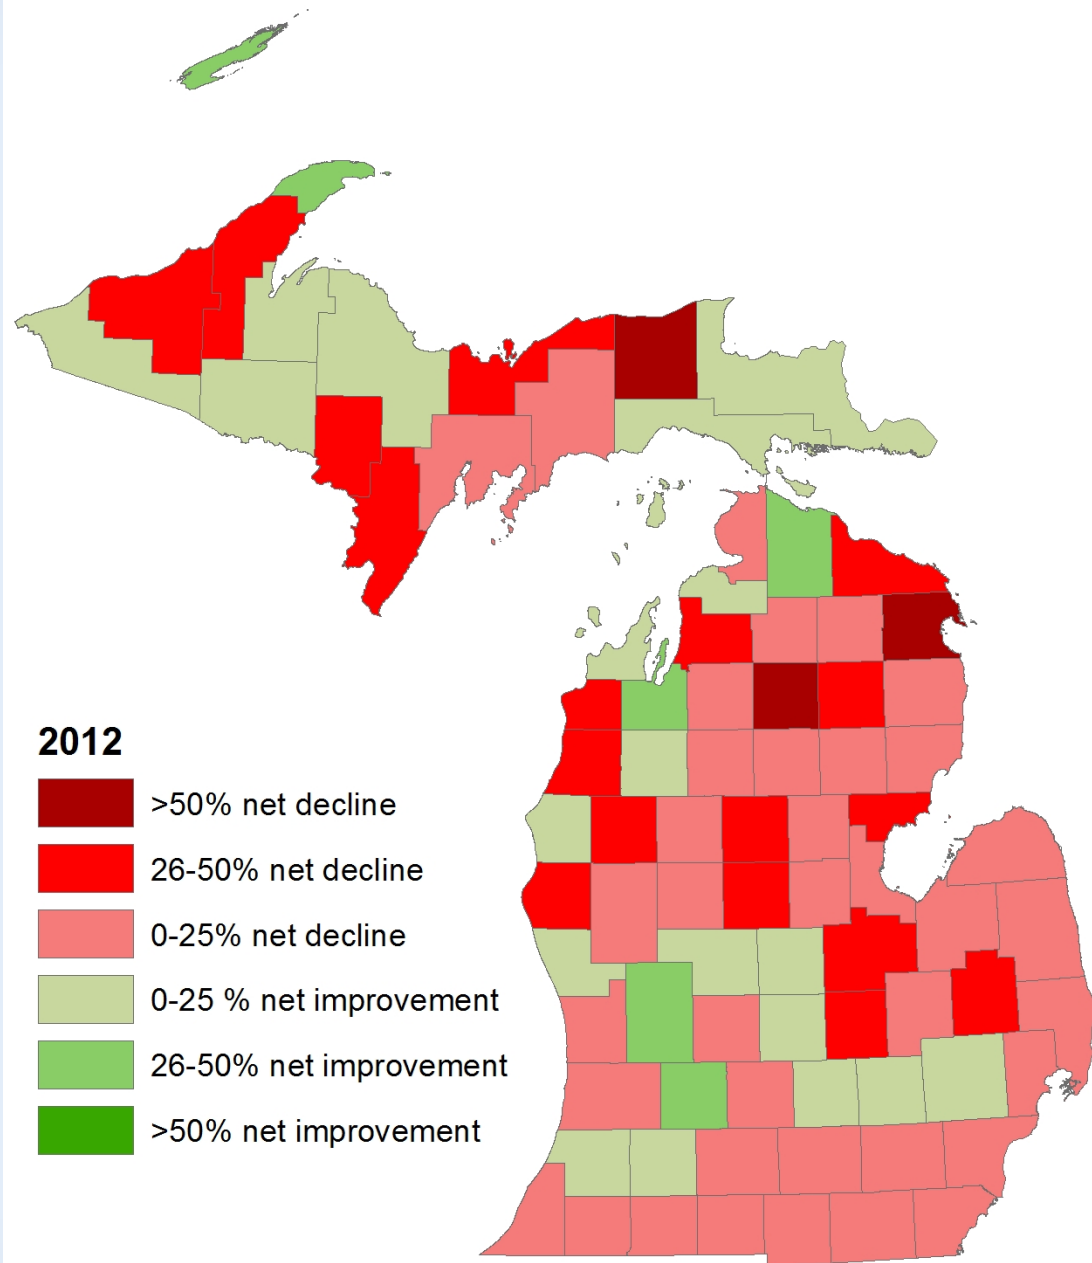 2012
>50% net decline
26-50% net decline
0-25% net decline
0-25 % net improvement
26-50% net improvement
>50% net improvement